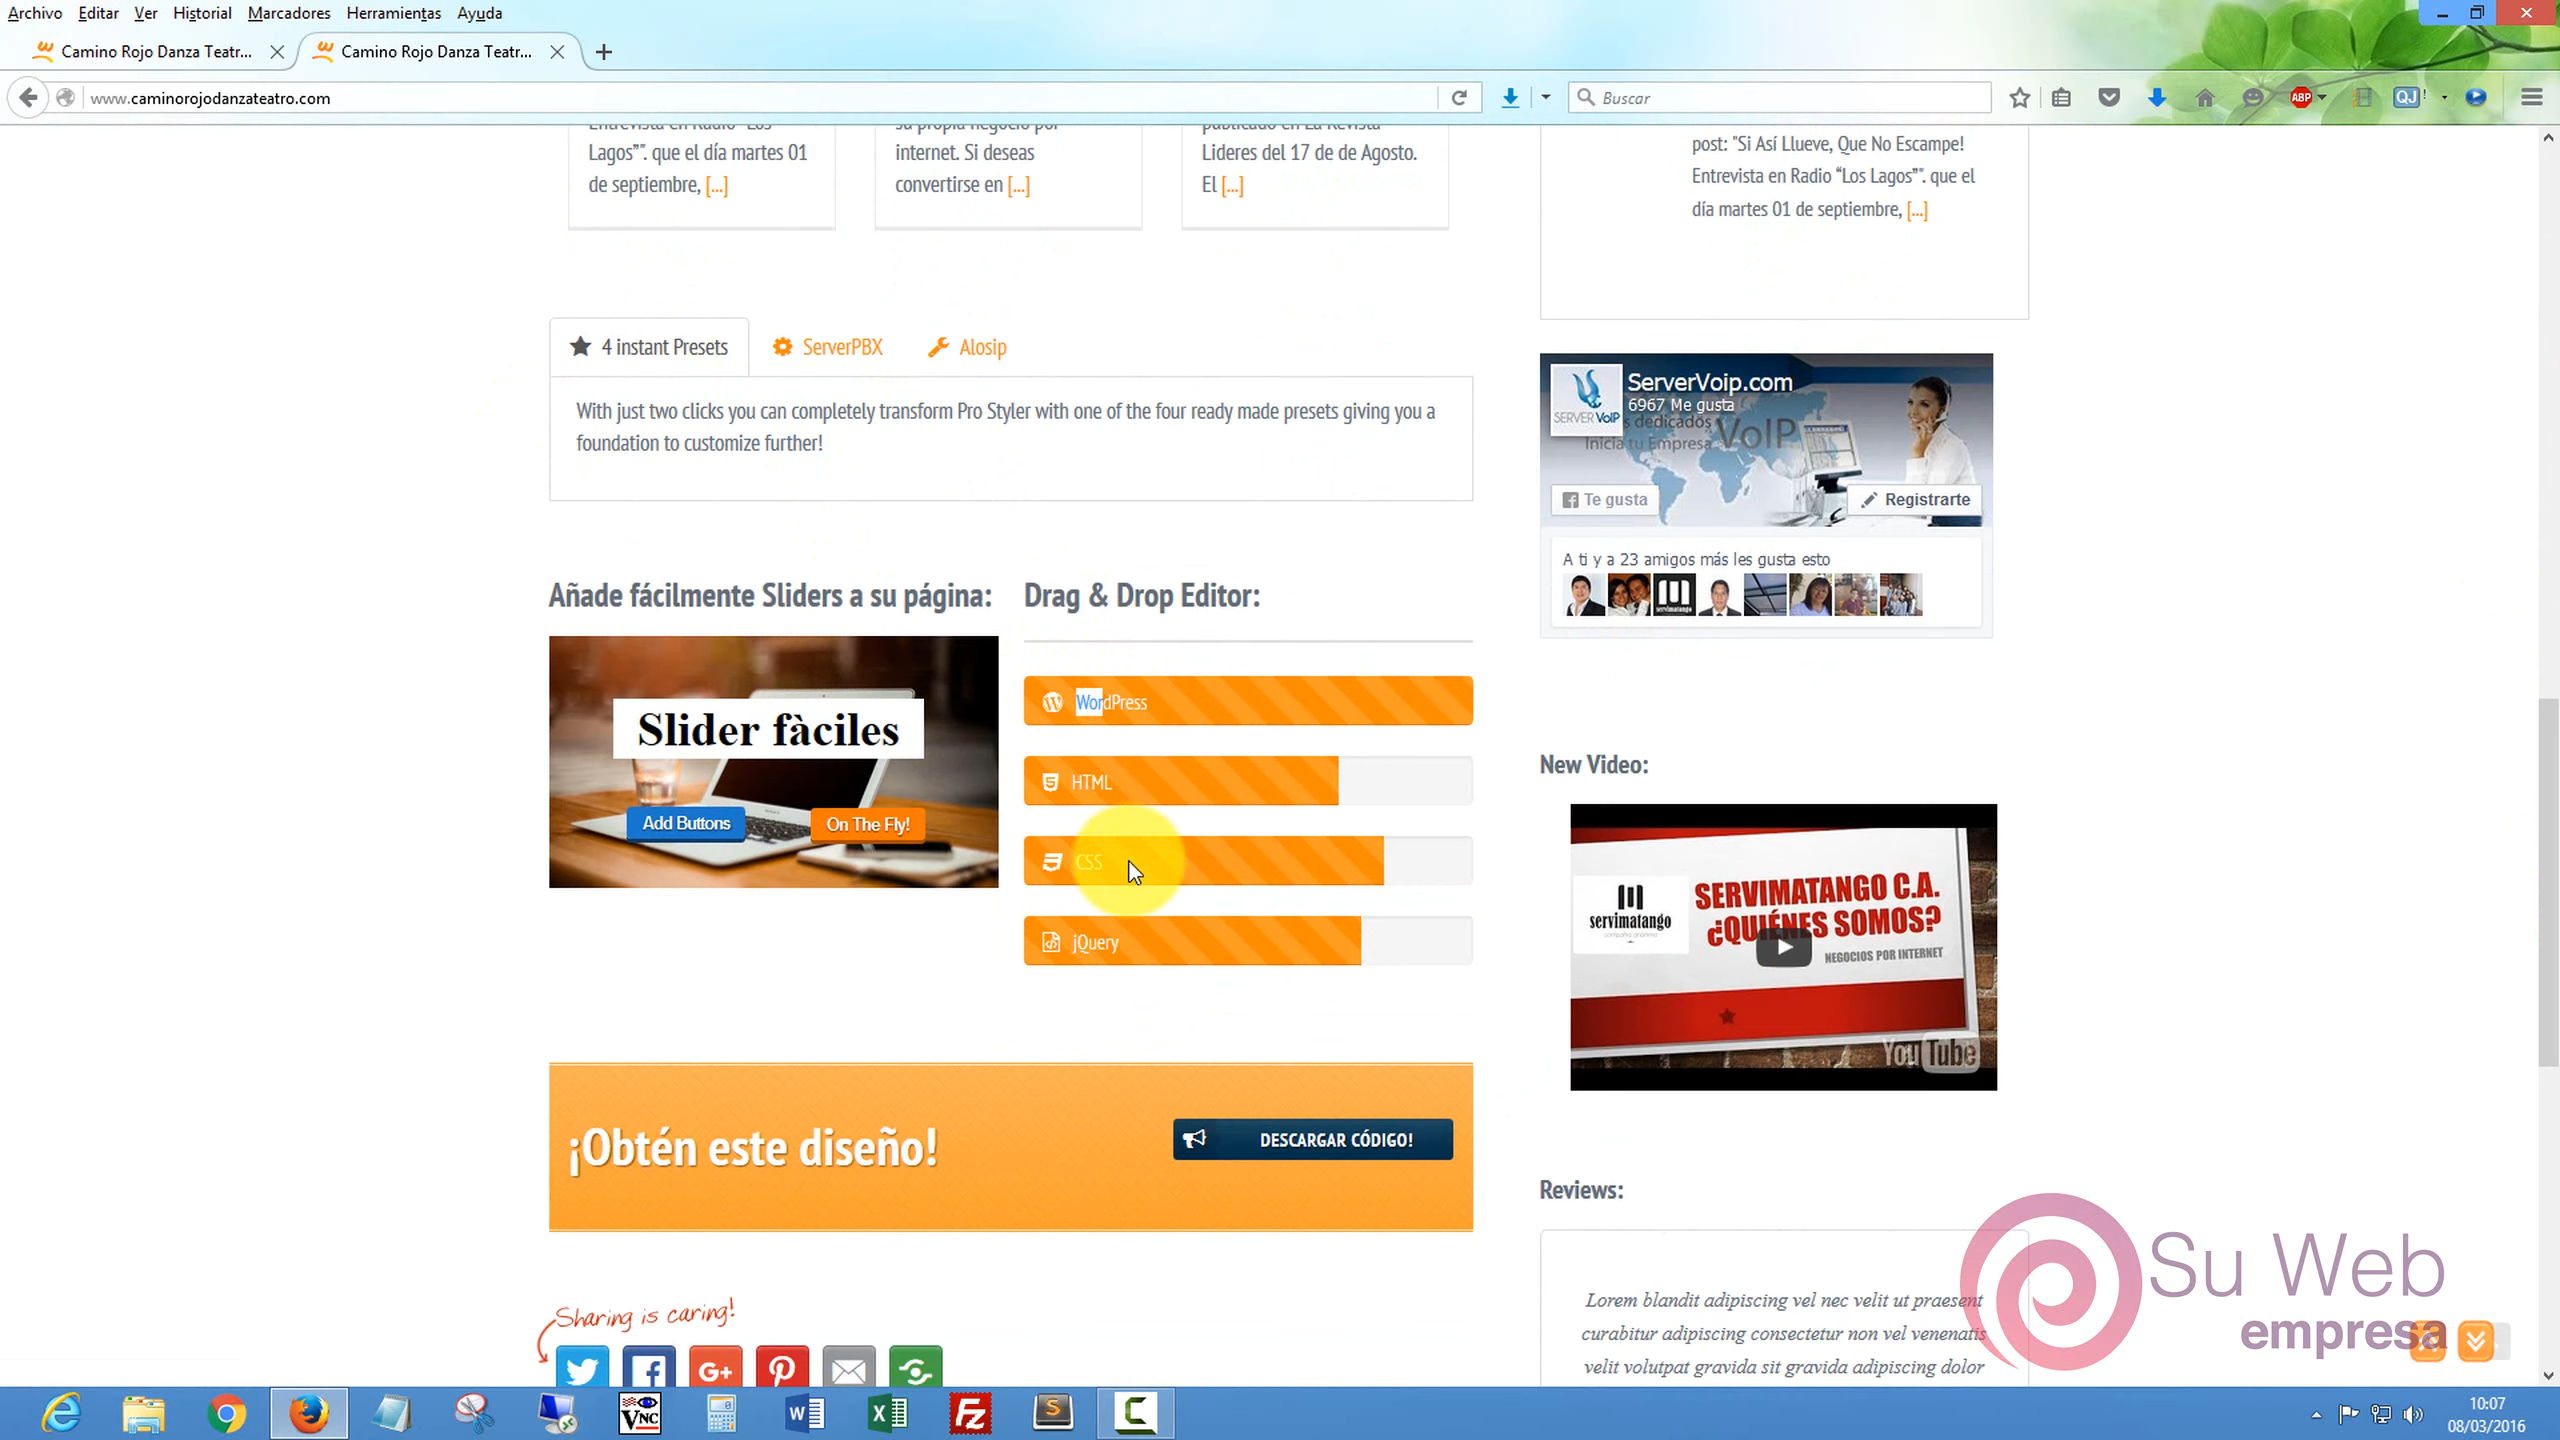 Archivo Editar Ver Historial Marcadores Herramientas Ayuda
Camino Rojo Danza Teatr...
Camino Rojo Danza Teatr...
www.caminorojodanzateatro.com
Buscar
ABP
QJ !
Entrevista en Radio “Los
Lagos””. que el día martes 01
de septiembre, [...]
su propia negocio por
internet. Si deseas
convertirse en [...]
publicado en La Revista
Lideres del 17 de de Agosto.
El [...]
post: "Si Así Llueve, Que No Escampe!
Entrevista en Radio “Los Lagos””. que el
día martes 01 de septiembre, [...]
4 instant Presets
ServerPBX
Alosip
With just two clicks you can completely transform Pro Styler with one of the four ready made presets giving you a
foundation to customize further!
SERVER VoIP
ServerVoip.com
6967 Me gusta
s dedicados
Inicia tu Empresa VoIP
Te gusta
Registrarte
A ti y a 23 amigos más les gusta esto
Añade fácilmente Sliders a su página:
Slider fàciles
Add Buttons
On The Fly!
Drag & Drop Editor:
WordPress
HTML
CSS
jQuery
New Video:
servimatango
SERVIMATANGO C.A.
¿QUIÉNES SOMOS?
NEGOCIOS POR INTERNET
YouTube
¡Obtén este diseño!
DESCARGAR CÓDIGO!
Reviews:
Lorem blandit adipiscing vel nec velit ut praesent
curabitur adipiscing consectetur non vel venenatis
velit volutpat gravida sit gravida adipiscing dolor
Su Web
empresa
Sharing is caring!
G+
VNC
W
X
Fz
S
C
10:07
08/03/2016